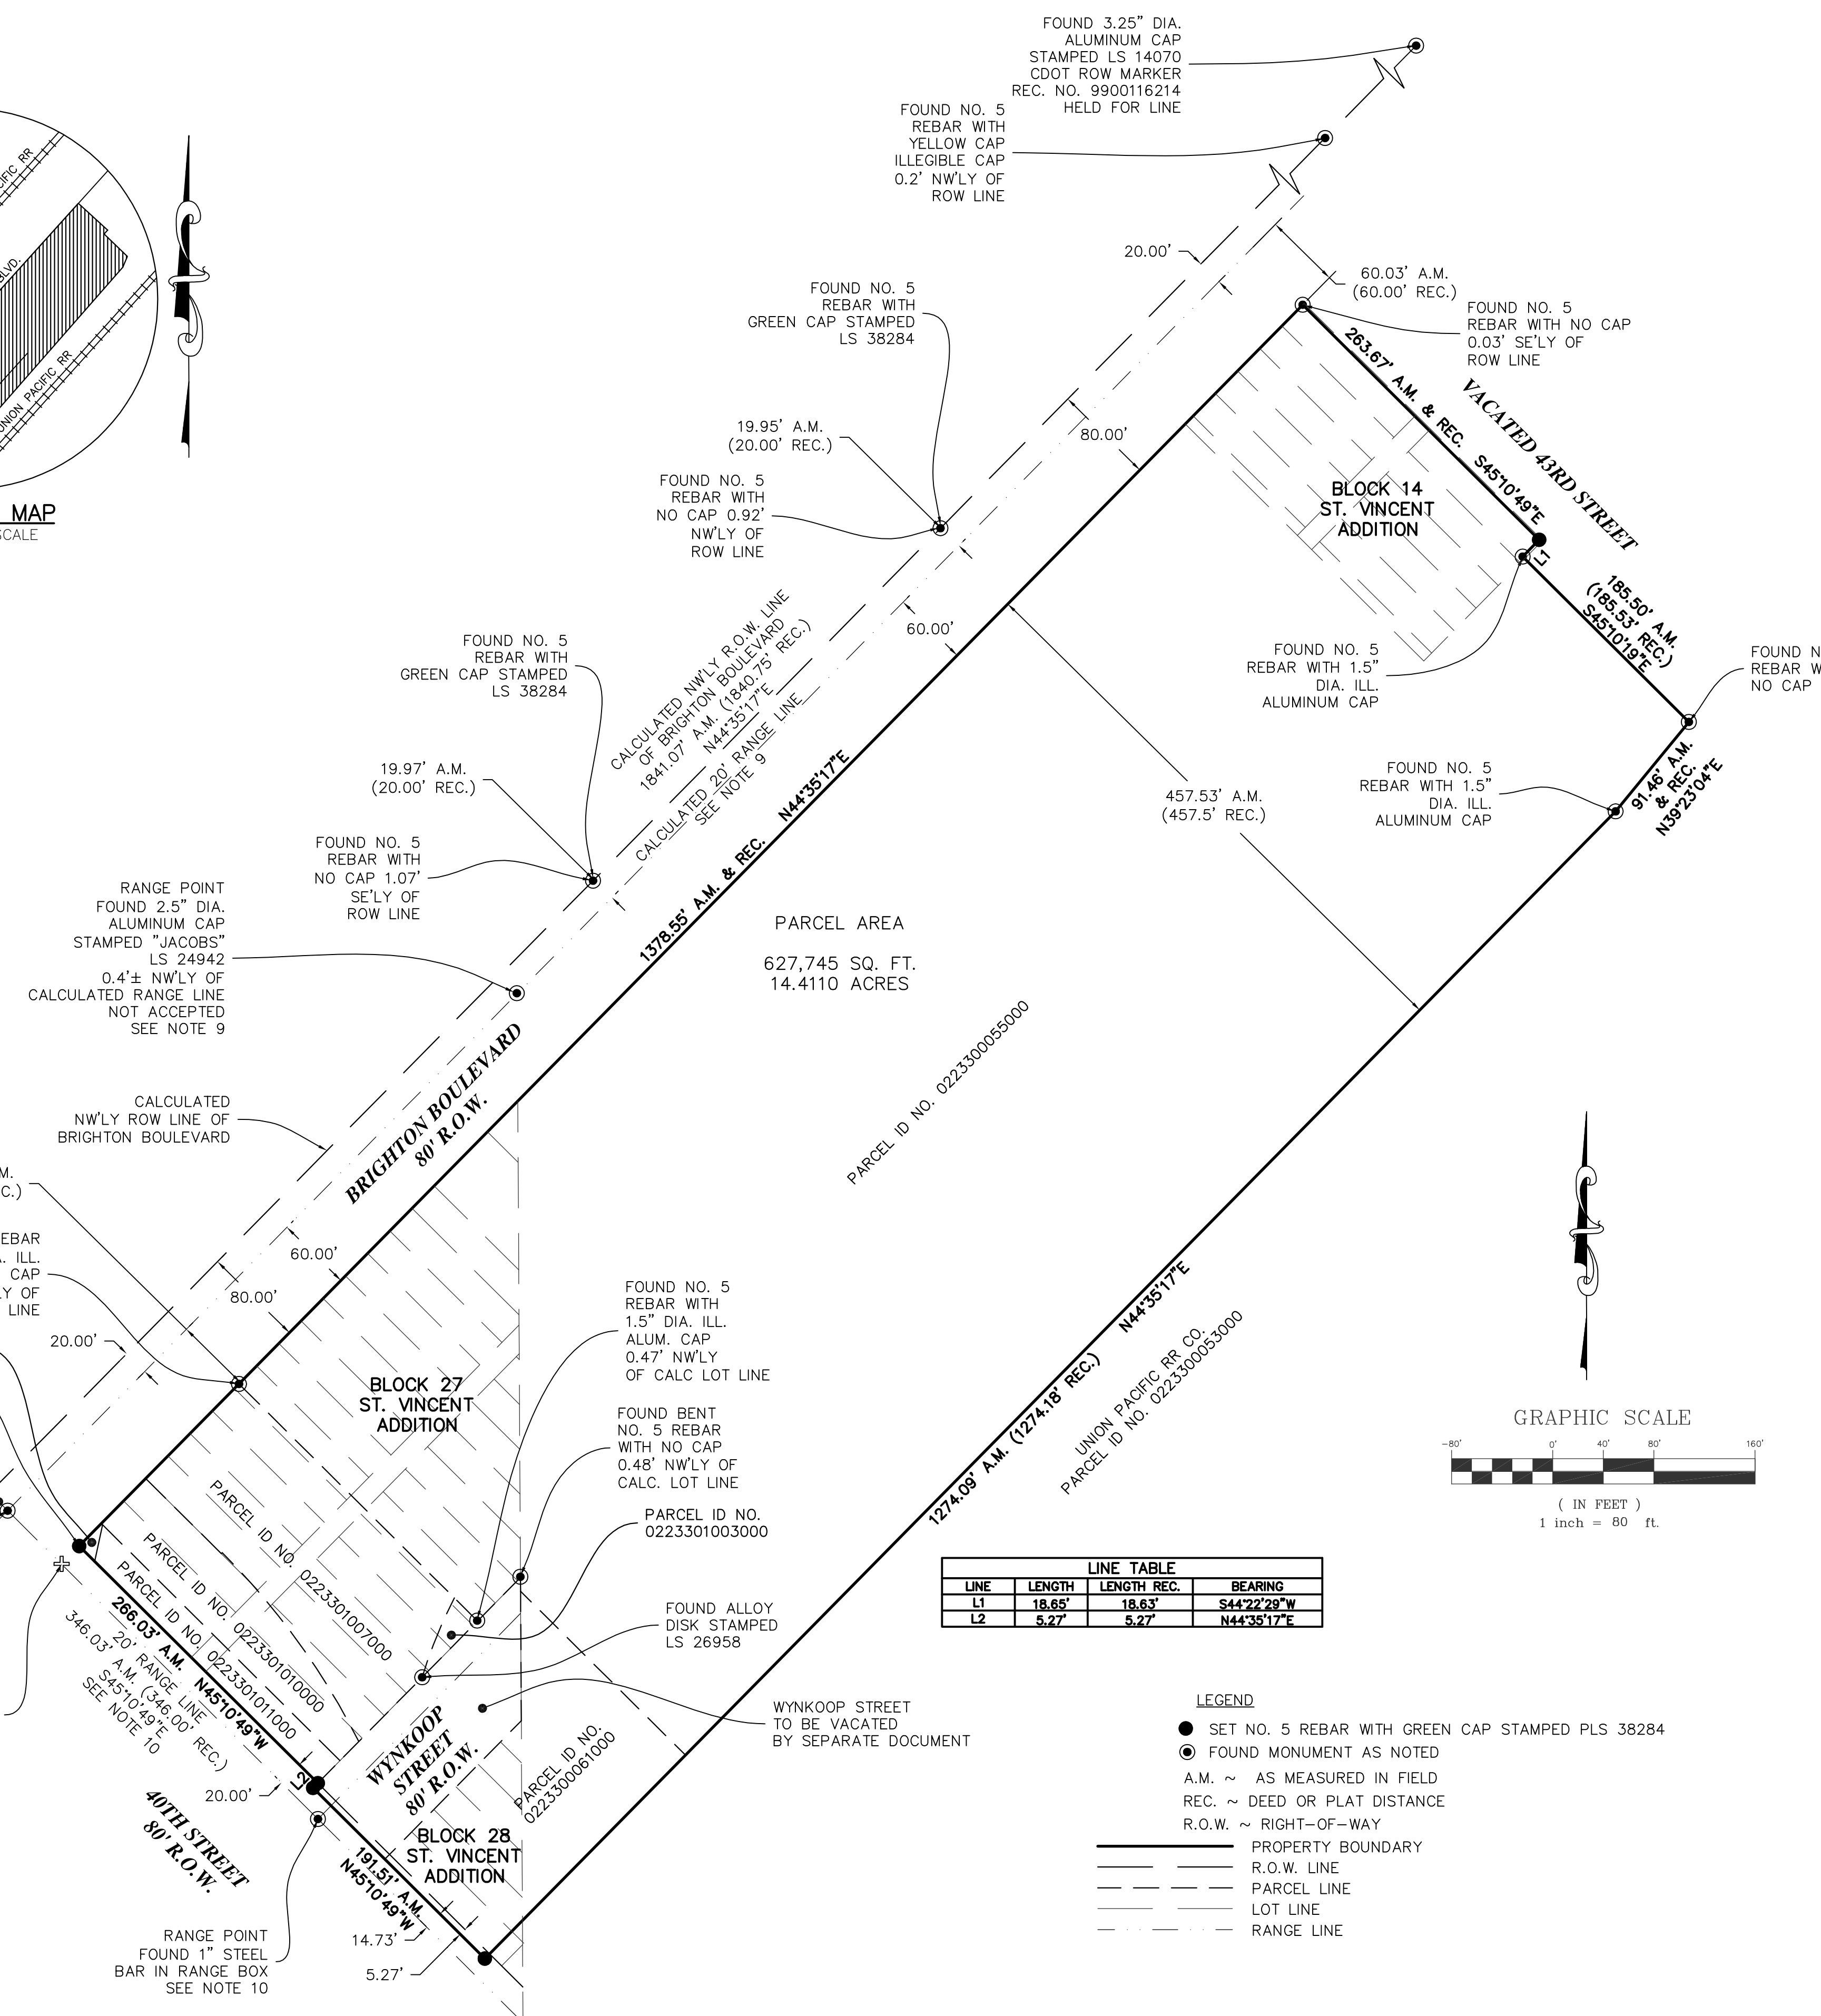 FOUND 3.25" DIA.
ALUMINUM CAP
STAMPED LS 14070
CDOT ROW MARKER
REC. NO. 9900116214
HELD FOR LINE
FOUND NO. 5
REBAR WITH
YELLOW CAP
ILLEGIBLE CAP
0.2' NW'LY OF
ROW LINE
CIFIC RR
BLVD.
UNION PACIFIC RR
MAP
SCALE
20.00'
60.03' A.M.
(60.00' REC.)
FOUND NO. 5
REBAR WITH NO CAP
0.03' SE'LY OF
ROW LINE
FOUND NO. 5
REBAR WITH
GREEN CAP STAMPED
LS 38284
263.67' A.M. & REC. S45°10'49"E
VACATED 43RD STREET
19.95' A.M.
(20.00' REC.)
80.00'
FOUND NO. 5
REBAR WITH
NO CAP 0.92'
NW'LY OF
ROW LINE
BLOCK 14
ST. VINCENT
ADDITION
L1
185.50' A.M.
(185.53' REC.)
S45°10'19"E
CALCULATED NW'LY R.O.W. LINE
OF BRIGHTON BOULEVARD
1841.07' A.M. (1840.75' REC.)
N44°35'17"E
CALCULATED 20' RANGE LINE
SEE NOTE 9
60.00'
FOUND NO. 5
REBAR WITH
GREEN CAP STAMPED
LS 38284
FOUND NO. 5
REBAR WITH 1.5"
DIA. ILL.
ALUMINUM CAP
FOUND N
REBAR W
NO CAP
19.97' A.M.
(20.00' REC.)
FOUND NO. 5
REBAR WITH 1.5"
DIA. ILL.
ALUMINUM CAP
91.46' A.M.
& REC.
N39°23'04"E
457.53' A.M.
(457.5' REC.)
1378.55' A.M. & REC. N44°35'17"E
FOUND NO. 5
REBAR WITH
NO CAP 1.07'
SE'LY OF
ROW LINE
RANGE POINT
FOUND 2.5" DIA.
ALUMINUM CAP
STAMPED "JACOBS"
LS 24942
0.4'± NW'LY OF
CALCULATED RANGE LINE
NOT ACCEPTED
SEE NOTE 9
PARCEL AREA
627,745 SQ. FT.
14.4110 ACRES
PARCEL ID NO. 0223300055000
BRIGHTON BOULEVARD
80' R.O.W.
CALCULATED
NW'LY ROW LINE OF
BRIGHTON BOULEVARD
M.
C.)
EBAR
. ILL.
CAP
LY OF
LINE
60.00'
80.00'
20.00'
FOUND NO. 5
REBAR WITH
1.5" DIA. ILL.
ALUM. CAP
0.47' NW'LY
OF CALC LOT LINE
BLOCK 27
ST. VINCENT
ADDITION
FOUND BENT
NO. 5 REBAR
WITH NO CAP
0.48' NW'LY OF
CALC. LOT LINE
1274.09' A.M. (1274.18' REC.) N44°35'17"E
UNION PACIFIC RR CO.
PARCEL ID NO. 0223300053000
GRAPHIC SCALE
-80' 0' 40' 80' 160'
( IN FEET )
1 inch = 80 ft.
PARCEL ID NO.
0223301003000
PARCEL ID NO. 0223301007000
PARCEL ID NO. 0223301010000
PARCEL ID NO. 0223301011000
266.03' A.M. N45°10'49"W
20' RANGE LINE
346.03' A.M. (346.00' REC.)
S45°10'49"E
SEE NOTE 10
LINE TABLE
LINE LENGTH LENGTH REC. BEARING
L1 18.65' 18.63' S44°22'29"W
L2 5.27' 5.27' N44°35'17"E
FOUND ALLOY
DISK STAMPED
LS 26958
WYNKOOP STREET
TO BE VACATED
BY SEPARATE DOCUMENT
WYNKOOP
STREET
80' R.O.W.
PARCEL ID NO.
0223300061000
L2
20.00'
40TH STREET
80' R.O.W.
BLOCK 28
ST. VINCENT
ADDITION
191.51' A.M.
N45°10'49"W
14.73'
5.27'
RANGE POINT
FOUND 1" STEEL
BAR IN RANGE BOX
SEE NOTE 10
LEGEND
SET NO. 5 REBAR WITH GREEN CAP STAMPED PLS 38284
FOUND MONUMENT AS NOTED
A.M. ~ AS MEASURED IN FIELD
REC. ~ DEED OR PLAT DISTANCE
R.O.W. ~ RIGHT-OF-WAY
PROPERTY BOUNDARY
R.O.W. LINE
PARCEL LINE
LOT LINE
RANGE LINE